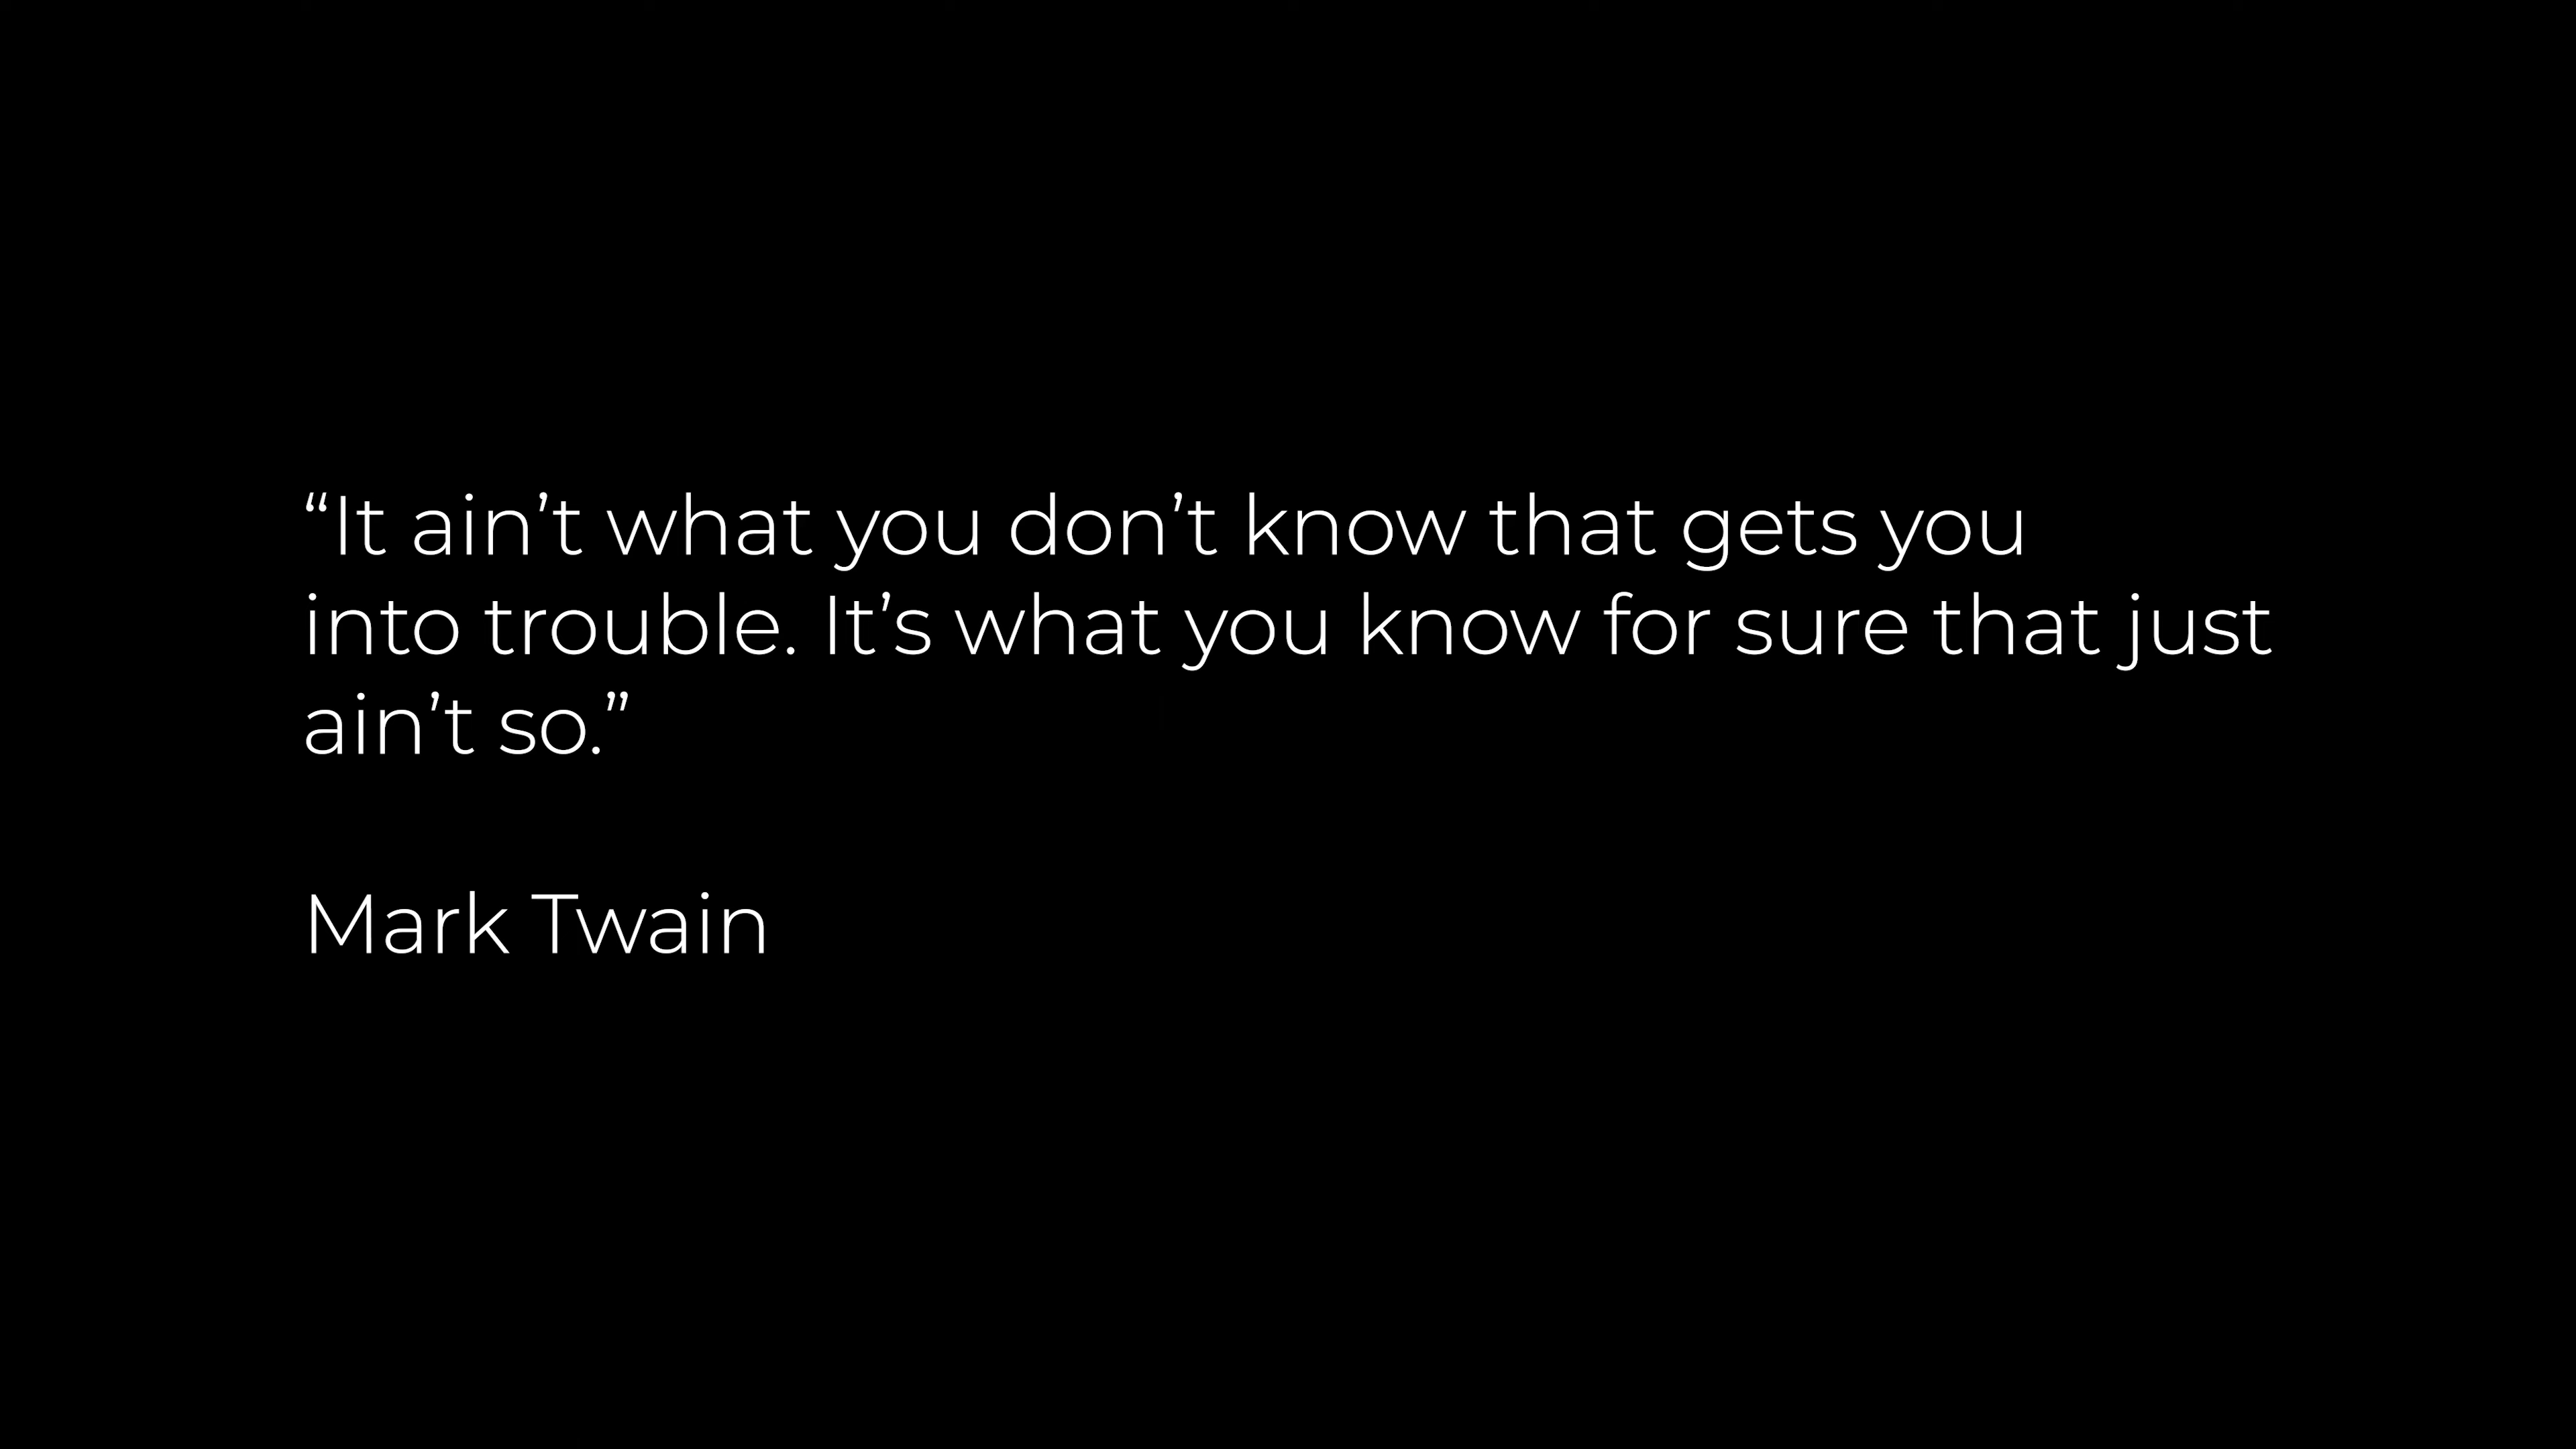 “It ain’t what you don’t know that gets you
into trouble. It’s what you know for sure that just
ain’t so.”
Mark Twain